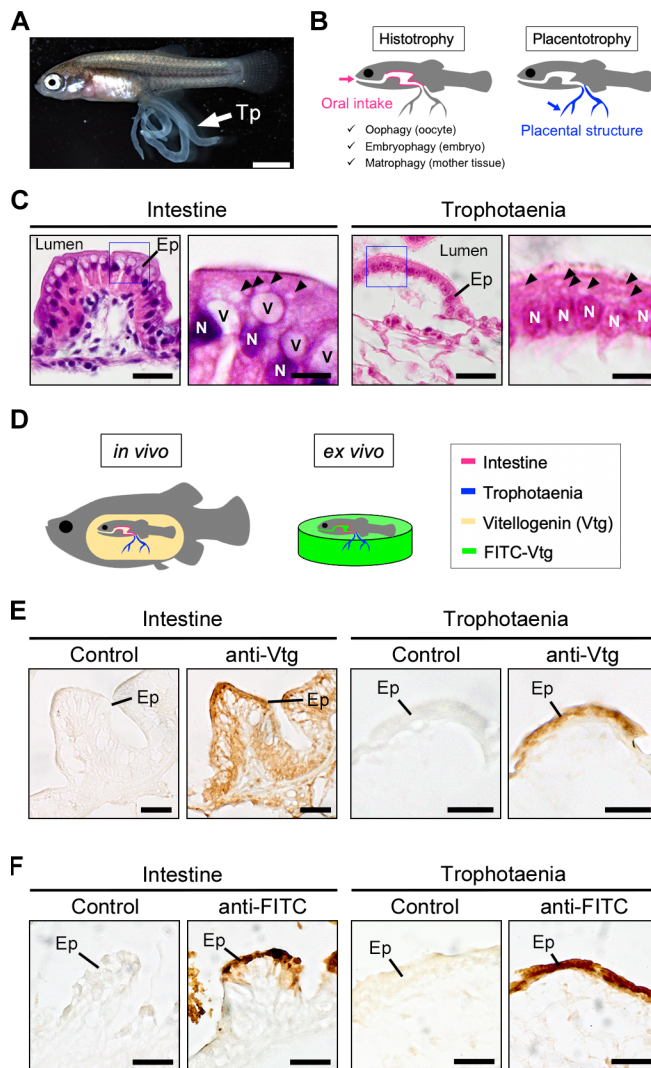 A
Tp
B
Histotrophy
Placentotrophy
Oral intake
Placental structure
✓ Oophagy (oocyte)
✓ Embryophagy (embryo)
✓ Matrophagy (mother tissue)
C
Intestine
Trophotaenia
Lumen
Ep
V
N
V
V
N
Lumen
Ep
N
N
N
N
N
D
in vivo
ex vivo
Intestine
Trophotaenia
Vitellogenin (Vtg)
FITC-Vtg
E
Intestine
Trophotaenia
Control
anti-Vtg
Control
anti-Vtg
Ep
Ep
Ep
Ep
F
Intestine
Trophotaenia
Control
anti-FITC
Control
anti-FITC
Ep
Ep
Ep
Ep